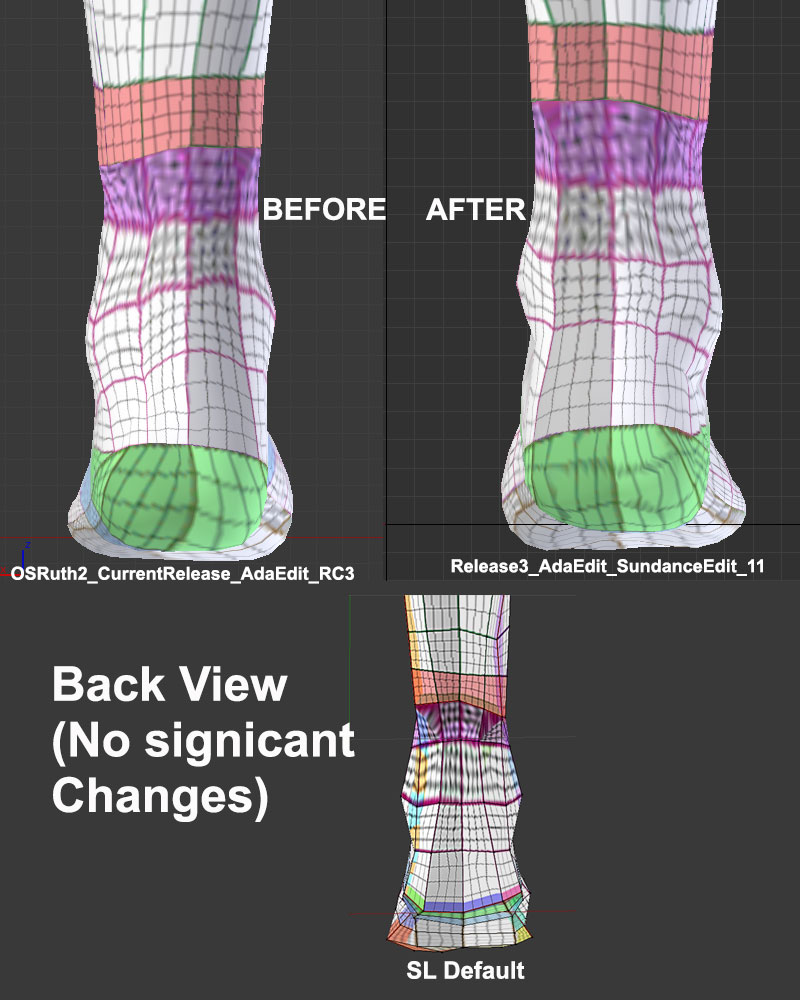 BEFORE
AFTER
z
OSRuth2_CurrentRelease_AdaEdit_RC3
Release3_AdaEdit_SundanceEdit_11
Back View
(No signicant
Changes)
SL Default